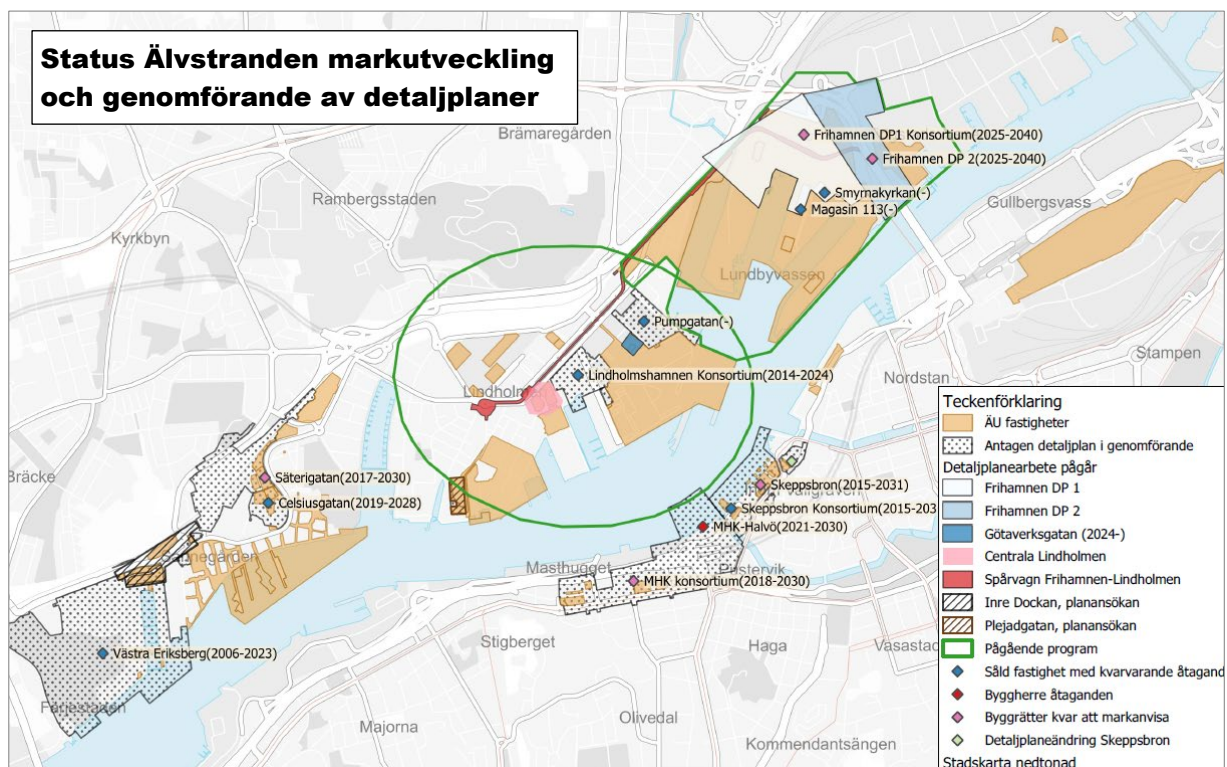 Status Älvstranden markutveckling
och genomförande av detaljplaner
Brämaregården
Frihamnen DP1 Konsortium(2025-2040)
Frihamnen DP 2(2025-2040)
Rambergsstaden
Smyrnakyrkan(-)
Gullbergsvass
Magasin 113(-)
Kyrkbyn
Lundbyvassen
Pumpgatan(-)
Stampen
Lindholmshamnen Konsortium(2014-2024)
Nordstan
Lindholmen
Bräcke
Säterigatan(2017-2030)
Skeppsbron(2015-2031)
Celsiusgatan(2019-2028)
Skeppsbron Konsortium(2015-203
MHK-Halvö(2021-2030)
Sannegården
Masthugget
Pustervik
MHK konsortium(2018-2030)
Stigberget
Haga
Vasastad
Västra Eriksberg(2006-2023)
Färjestaden
Majorna
Olivedal
Kommendantsängen
Teckenförklaring
ÄU fastigheter
Antagen detaljplan i genomförande
Detaljplanearbete pågår
Frihamnen DP 1
Frihamnen DP 2
Götaverksgatan (2024-)
Centrala Lindholmen
Spårvagn Frihamnen-Lindholmen
Inre Dockan, planansökan
Plejadgatan, planansökan
Pågående program
Såld fastighet med kvarvarande åtagand
Byggherre åtaganden
Byggrätter kvar att markanvisa
Detaljplaneändring Skeppsbron
Stadskarta nedtonad